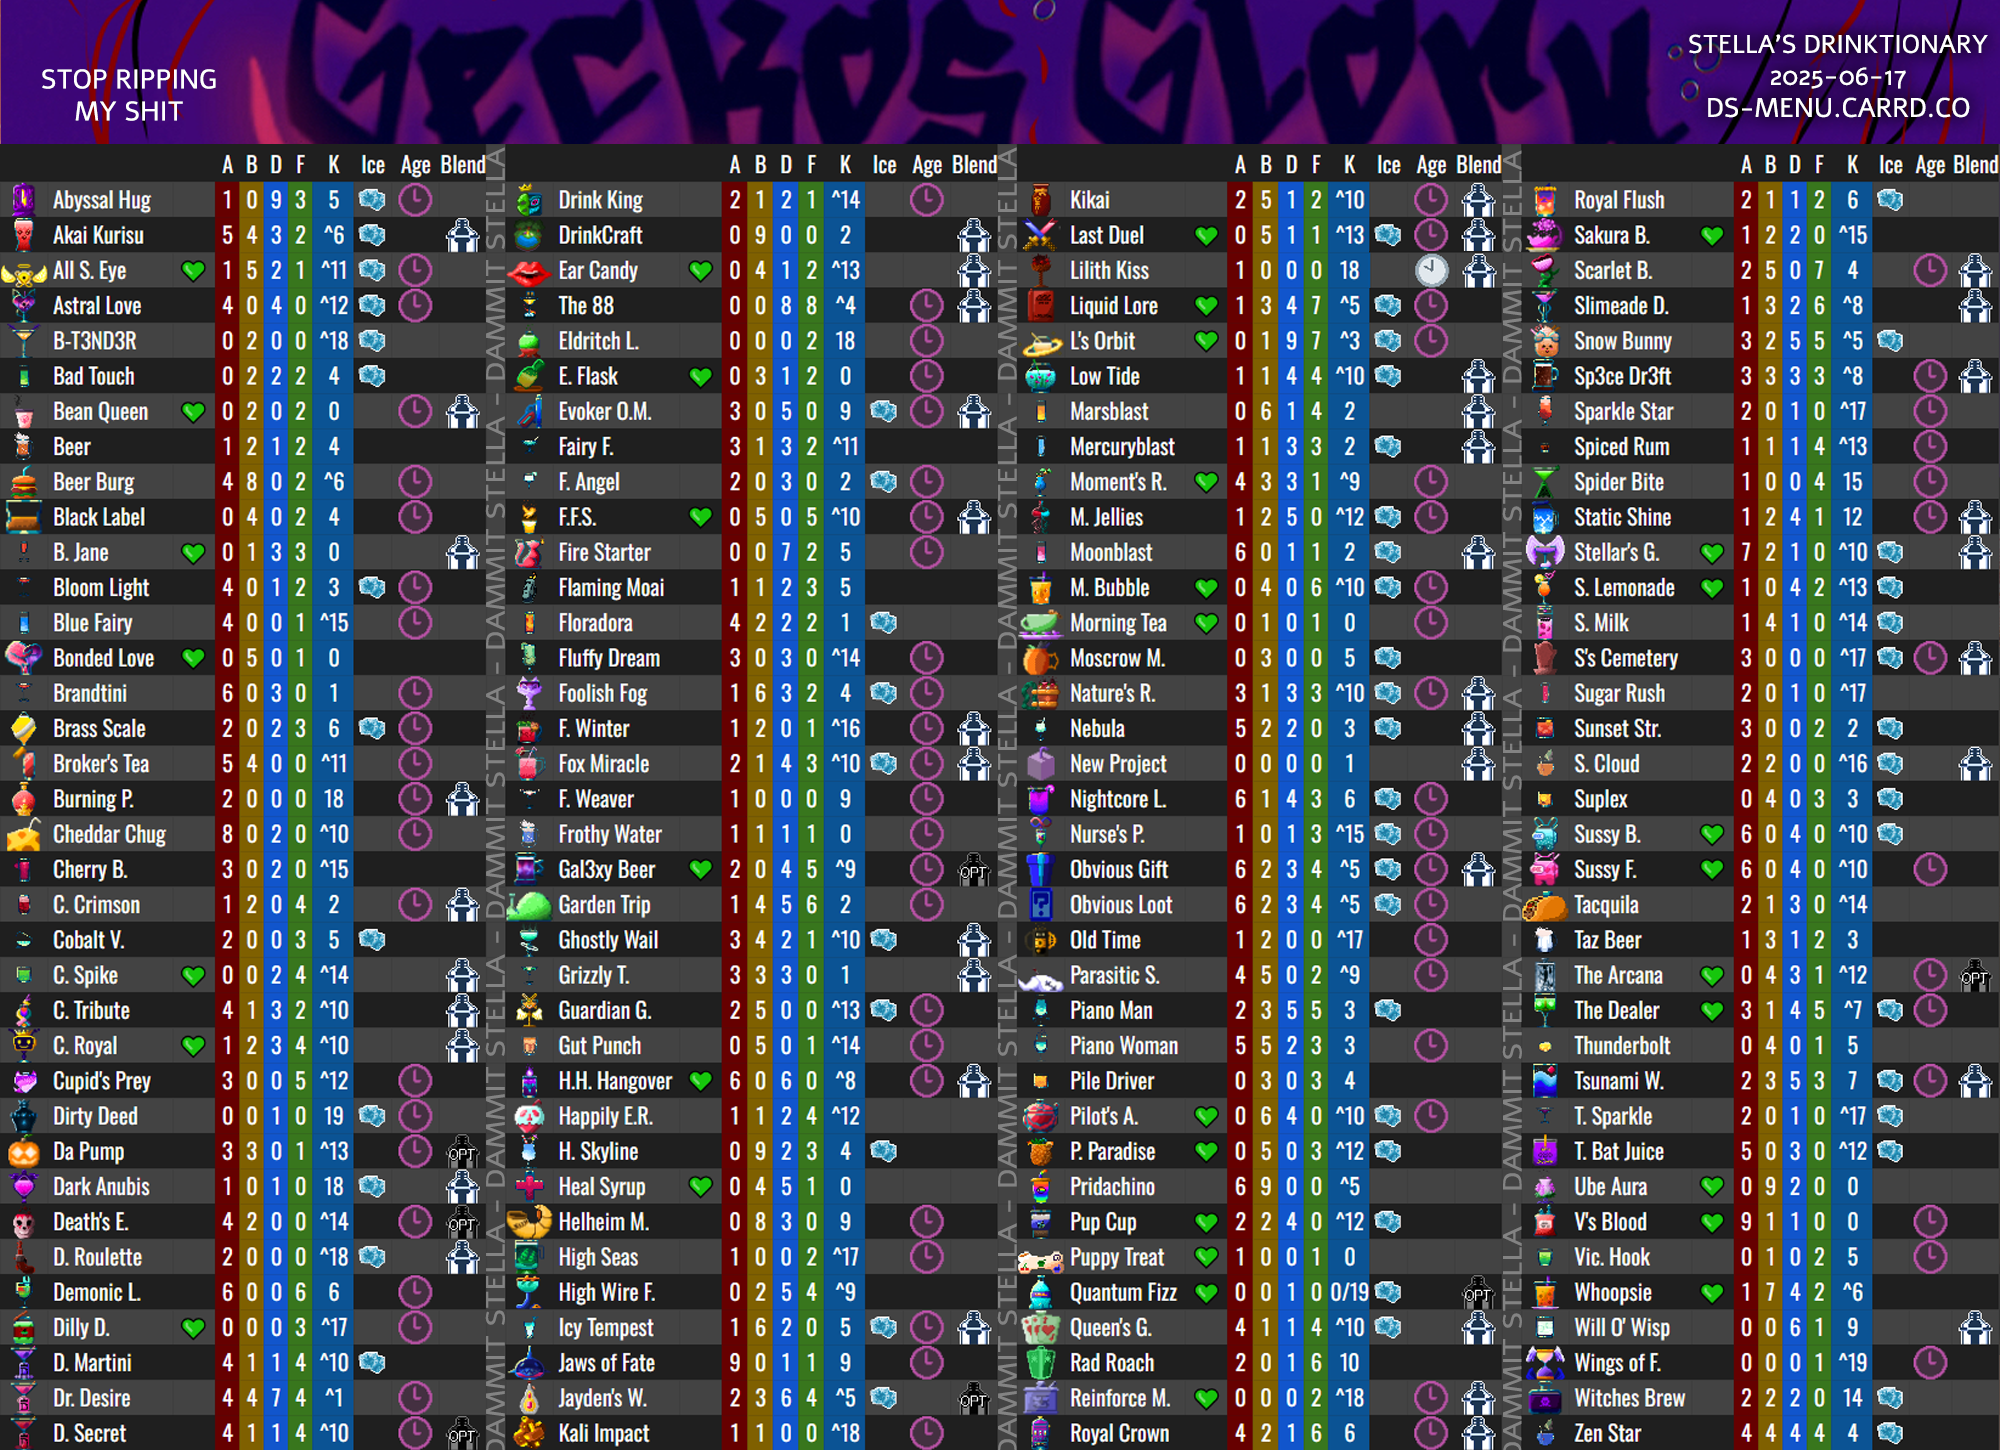 GECKOS GLORY
STOP RIPPING
MY SHIT
STELLA'S DRINKTIONARY
2025-06-17
DS-MENU.CARRD.CO
A B D F K Ice Age Blend
Abyssal Hug 1 0 9 3 5
Akai Kurisu 5 4 3 2 ^6
All S. Eye 1 5 2 1 ^11
Astral Love 4 0 4 0 ^12
B-T3ND3R 0 2 0 0 ^18
Bad Touch 0 2 2 2 4
Bean Queen 0 2 0 2 0
Beer 1 2 1 2 4
Beer Burg 4 8 0 2 ^6
Black Label 0 4 0 2 4
B. Jane 0 1 3 3 0
Bloom Light 4 0 1 2 3
Blue Fairy 4 0 0 1 ^15
Bonded Love 0 5 0 1 0
Brandtini 6 0 3 0 1
Brass Scale 2 0 2 3 6
Broker's Tea 5 4 0 0 ^11
Burning P. 2 0 0 0 18
Cheddar Chug 8 0 2 0 ^10
Cherry B. 3 0 2 0 ^15
C. Crimson 1 2 0 4 2
Cobalt V. 2 0 0 3 5
C. Spike 0 0 2 4 ^14
C. Tribute 4 1 3 2 ^10
C. Royal 1 2 3 4 ^10
Cupid's Prey 3 0 0 5 ^12
Dirty Deed 0 0 1 0 19
Da Pump 3 3 0 1 ^13 OPT
Dark Anubis 1 0 1 0 18
Death's E. 4 2 0 0 ^14 OPT
D. Roulette 2 0 0 0 ^18
Demonic L. 6 0 0 6 6
Dilly D. 0 0 0 3 ^17
D. Martini 4 1 1 4 ^10
Dr. Desire 4 4 7 4 ^1
D. Secret 4 1 1 4 ^10 OPT
DAMMIT STELLA - DAMMIT STELLA - DAMMIT STELLA - DAMMIT STELLA
A B D F K Ice Age Blend
Drink King 2 1 2 1 ^14
DrinkCraft 0 9 0 0 2
Ear Candy 0 4 1 2 ^13
The 88 0 0 8 8 ^4
Eldritch L. 0 0 0 2 18
E. Flask 0 3 1 2 0
Evoker O.M. 3 0 5 0 9
Fairy F. 3 1 3 2 ^11
F. Angel 2 0 3 0 2
F.F.S. 0 5 0 5 ^10
Fire Starter 0 0 7 2 5
Flaming Moai 1 1 2 3 5
Floradora 4 2 2 2 1
Fluffy Dream 3 0 3 0 ^14
Foolish Fog 1 6 3 2 4
F. Winter 1 2 0 1 ^16
Fox Miracle 2 1 4 3 ^10
F. Weaver 1 0 0 0 9
Frothy Water 1 1 1 1 0
Gal3xy Beer 2 0 4 5 ^9 OPT
Garden Trip 1 4 5 6 2
Ghostly Wail 3 4 2 1 ^10
Grizzly T. 3 3 3 0 1
Guardian G. 2 5 0 0 ^13
Gut Punch 0 5 0 1 ^14
H.H. Hangover 6 0 6 0 ^8
Happily E.R. 1 1 2 4 ^12
H. Skyline 0 9 2 3 4
Heal Syrup 0 4 5 1 0
Helheim M. 0 8 3 0 9
High Seas 1 0 0 2 ^17
High Wire F. 0 2 5 4 ^9
Icy Tempest 1 6 2 0 5
Jaws of Fate 9 0 1 1 9
Jayden's W. 2 3 6 4 ^5 OPT
Kali Impact 1 1 0 0 ^18
DAMMIT STELLA - DAMMIT STELLA - DAMMIT STELLA - DAMMIT STELLA
A B D F K Ice Age Blend
Kikai 2 5 1 2 ^10
Last Duel 0 5 1 1 ^13
Lilith Kiss 1 0 0 0 18
Liquid Lore 1 3 4 7 ^5
L's Orbit 0 1 9 7 ^3
Low Tide 1 1 4 4 ^10
Marsblast 0 6 1 4 2
Mercuryblast 1 1 3 3 2
Moment's R. 4 3 3 1 ^9
M. Jellies 1 2 5 0 ^12
Moonblast 6 0 1 1 2
M. Bubble 0 4 0 6 ^10
Morning Tea 0 1 0 1 0
Moscrow M. 0 3 0 0 5
Nature's R. 3 1 3 3 ^10
Nebula 5 2 2 0 3
New Project 0 0 0 0 1
Nightcore L. 6 1 4 3 6
Nurse's P. 1 0 1 3 ^15
Obvious Gift 6 2 3 4 ^5
Obvious Loot 6 2 3 4 ^5
Old Time 1 2 0 0 ^17
Parasitic S. 4 5 0 2 ^9
Piano Man 2 3 5 5 3
Piano Woman 5 5 2 3 3
Pile Driver 0 3 0 3 4
Pilot's A. 0 6 4 0 ^10
P. Paradise 0 5 0 3 ^12
Pridachino 6 9 0 0 ^5
Pup Cup 2 2 4 0 ^12
Puppy Treat 1 0 0 1 0
Quantum Fizz 0 0 1 0 0/19 OPT
Queen's G. 4 1 1 4 ^10
Rad Roach 2 0 1 6 10
Reinforce M. 0 0 0 2 ^18
Royal Crown 4 2 1 6 6
DAMMIT STELLA - DAMMIT STELLA - DAMMIT STELLA - DAMMIT STELLA
A B D F K Ice Age Blend
Royal Flush 2 1 1 2 6
Sakura B. 1 2 2 0 ^15
Scarlet B. 2 5 0 7 4
Slimeade D. 1 3 2 6 ^8
Snow Bunny 3 2 5 5 ^5
Sp3ce Dr3ft 3 3 3 3 ^8
Sparkle Star 2 0 1 0 ^17
Spiced Rum 1 1 1 4 ^13
Spider Bite 1 0 0 4 15
Static Shine 1 2 4 1 12
Stellar's G. 7 2 1 0 ^10
S. Lemonade 1 0 4 2 ^13
S. Milk 1 4 1 0 ^14
S's Cemetery 3 0 0 0 ^17
Sugar Rush 2 0 1 0 ^17
Sunset Str. 3 0 0 2 2
S. Cloud 2 2 0 0 ^16
Suplex 0 4 0 3 3
Sussy B. 6 0 4 0 ^10
Sussy F. 6 0 4 0 ^10
Tacquila 2 1 3 0 ^14
Taz Beer 1 3 1 2 3
The Arcana 0 4 3 1 ^12 OPT
The Dealer 3 1 4 5 ^7
Thunderbolt 0 4 0 1 5
Tsunami W. 2 3 5 3 7
T. Sparkle 2 0 1 0 ^17
T. Bat Juice 5 0 3 0 ^12
Ube Aura 0 9 2 0 0
V's Blood 9 1 1 0 0
Vic. Hook 0 1 0 2 5
Whoopsie 1 7 4 2 ^6
Will O' Wisp 0 0 6 1 9
Wings of F. 0 0 0 1 ^19
Witches Brew 2 2 2 0 14
Zen Star 4 4 4 4 4